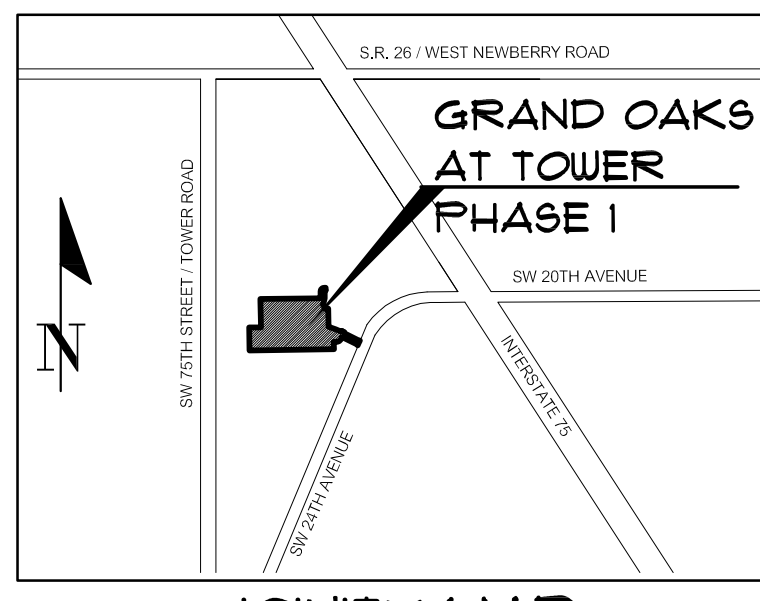 S.R. 26 / WEST NEWBERRY ROAD
GRAND OAKS
AT TOWER
PHASE 1
SW 75TH STREET / TOWER ROAD
SW 20TH AVENUE
N
INTERSTATE 75
SW 24TH AVENUE